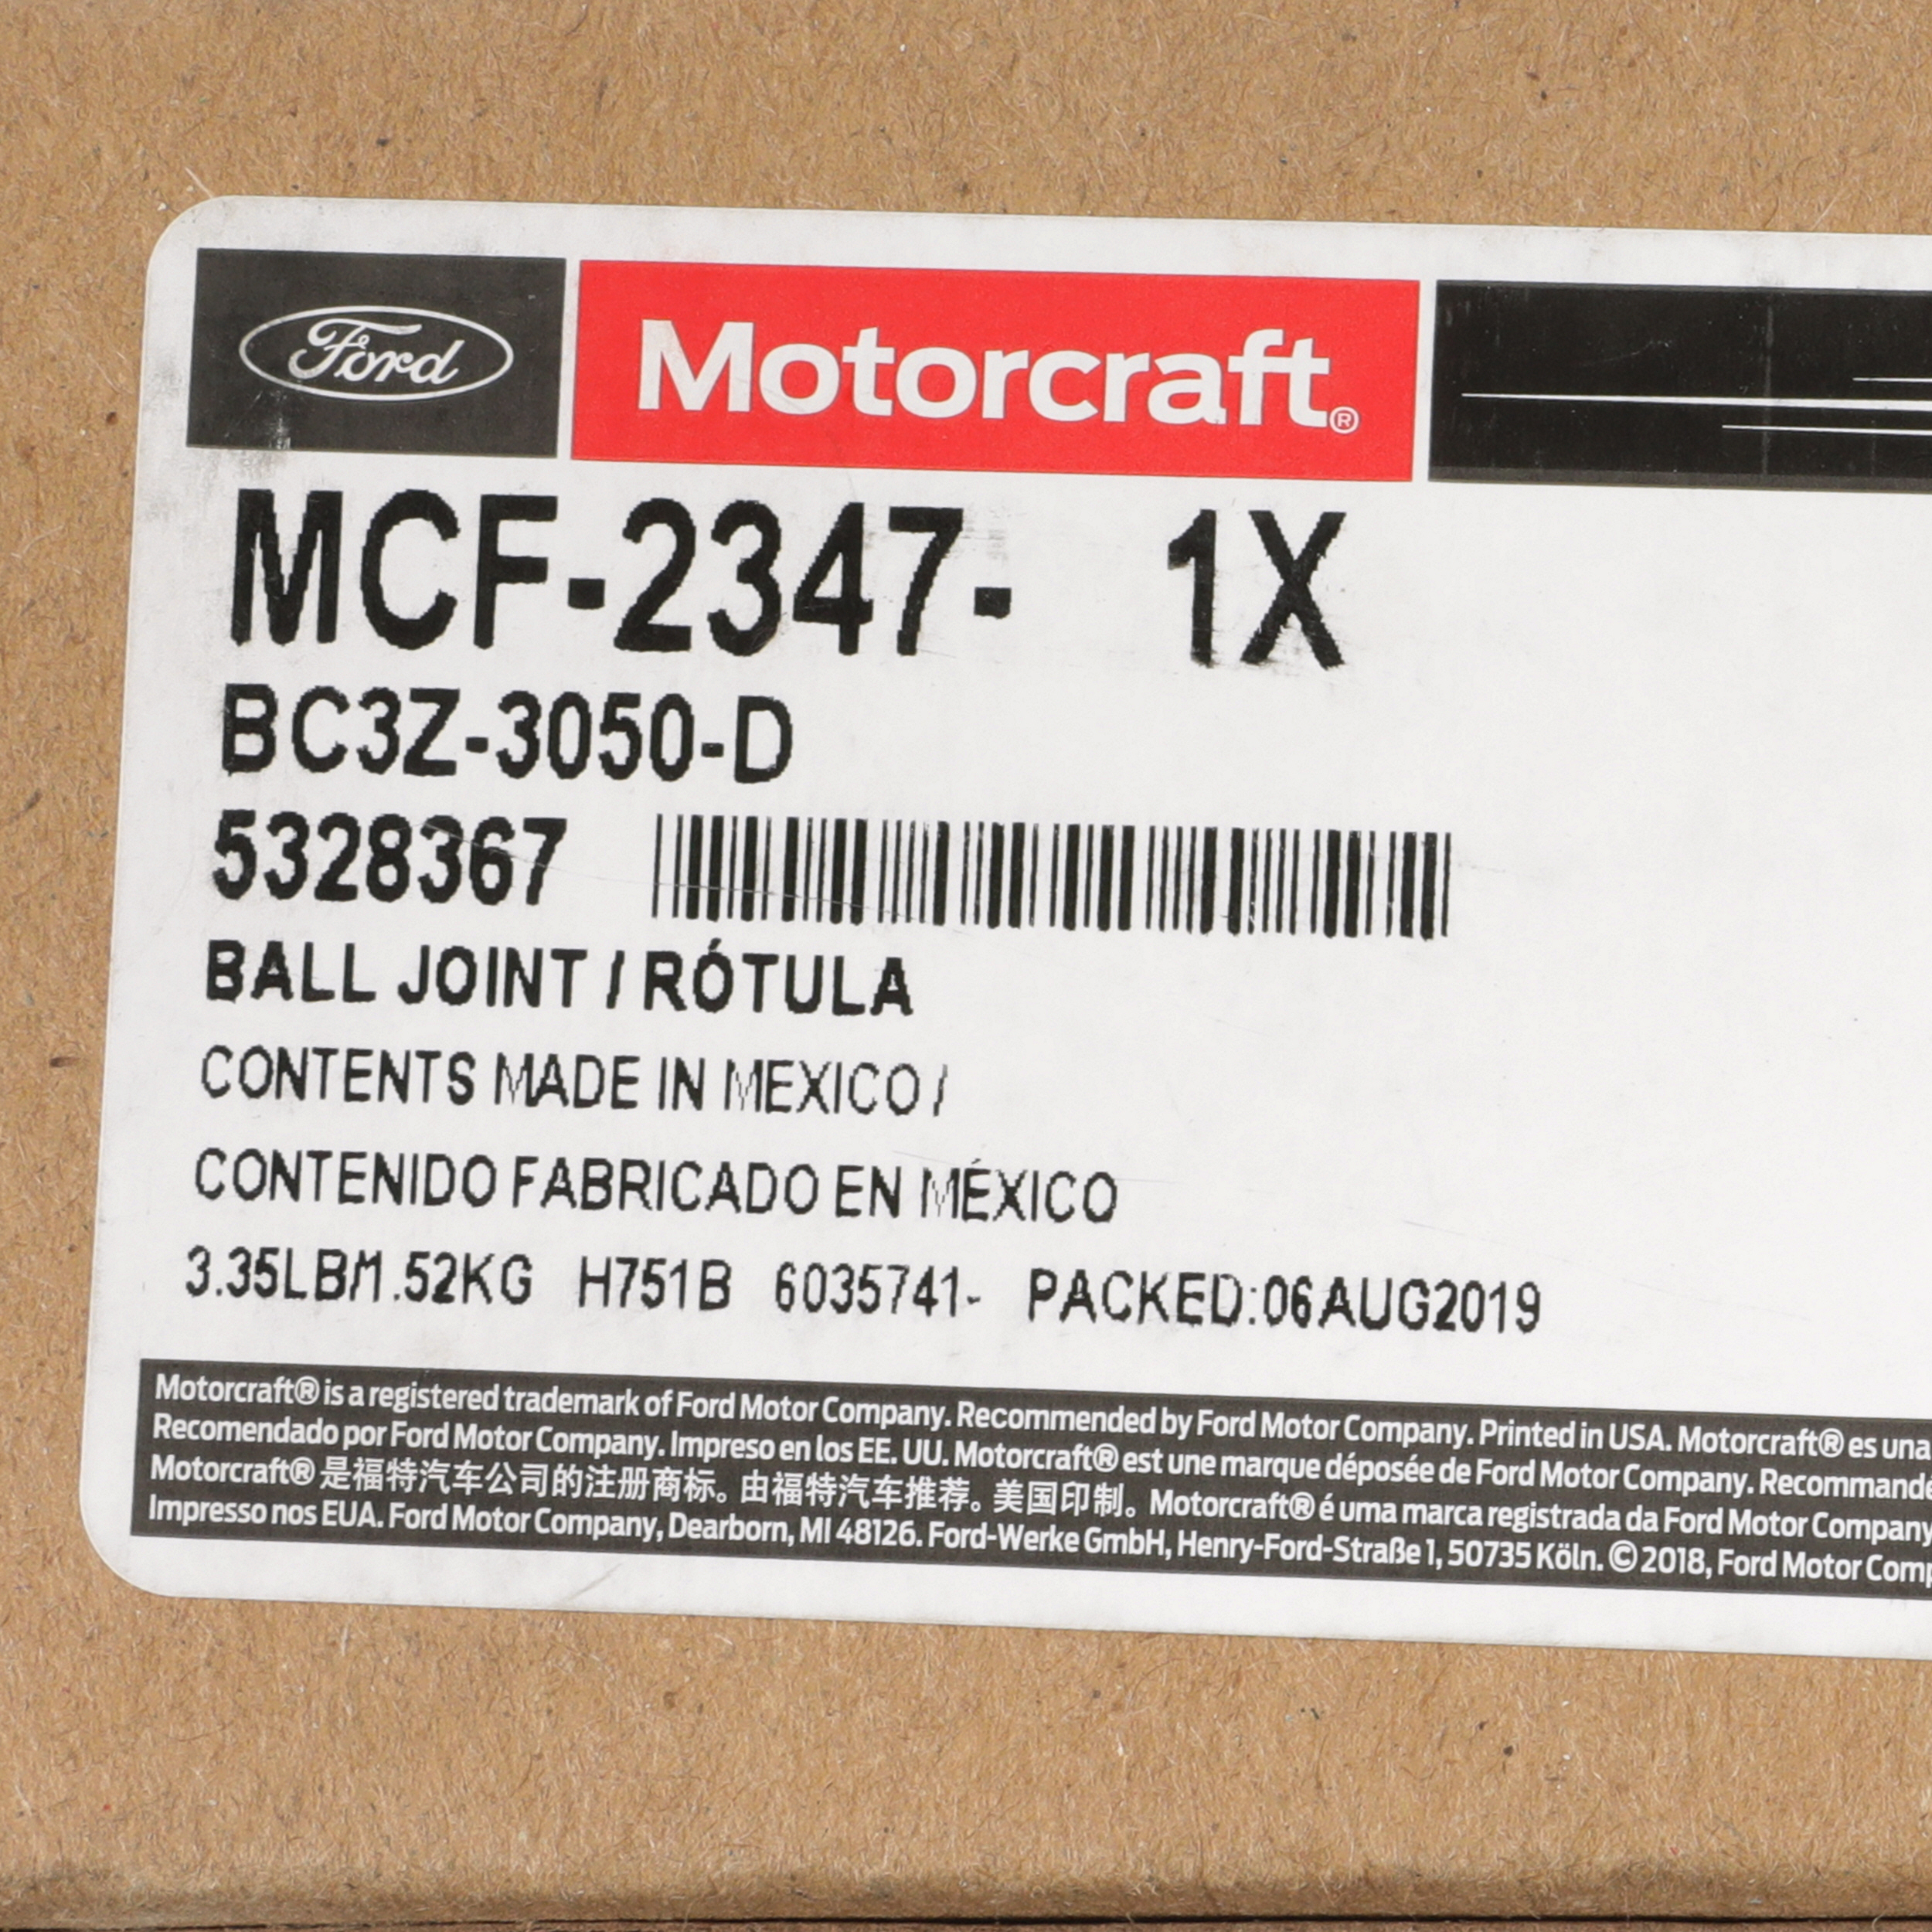 Ford Motorcraft®
MCF-2347- 1X
BC3Z-3050-D
5328367
BALL JOINT / RÓTULA
CONTENTS MADE IN MEXICO /
CONTENIDO FABRICADO EN MÉXICO
3.35LB/1.52KG H751B 6035741- PACKED:06AUG2019
Motorcraft® is a registered trademark of Ford Motor Company. Recommended by Ford Motor Company. Printed in USA. Motorcraft® es una
Recomendado por Ford Motor Company. Impreso en los EE. UU. Motorcraft® est une marque déposée de Ford Motor Company. Recommandé
Motorcraft® 是福特汽车公司的注册商标。由福特汽车推荐。美国印制。Motorcraft® é uma marca registrada da Ford Motor Company
Impresso nos EUA. Ford Motor Company, Dearborn, MI 48126. Ford-Werke GmbH, Henry-Ford-Straße 1, 50735 Köln. © 2018, Ford Motor Comp